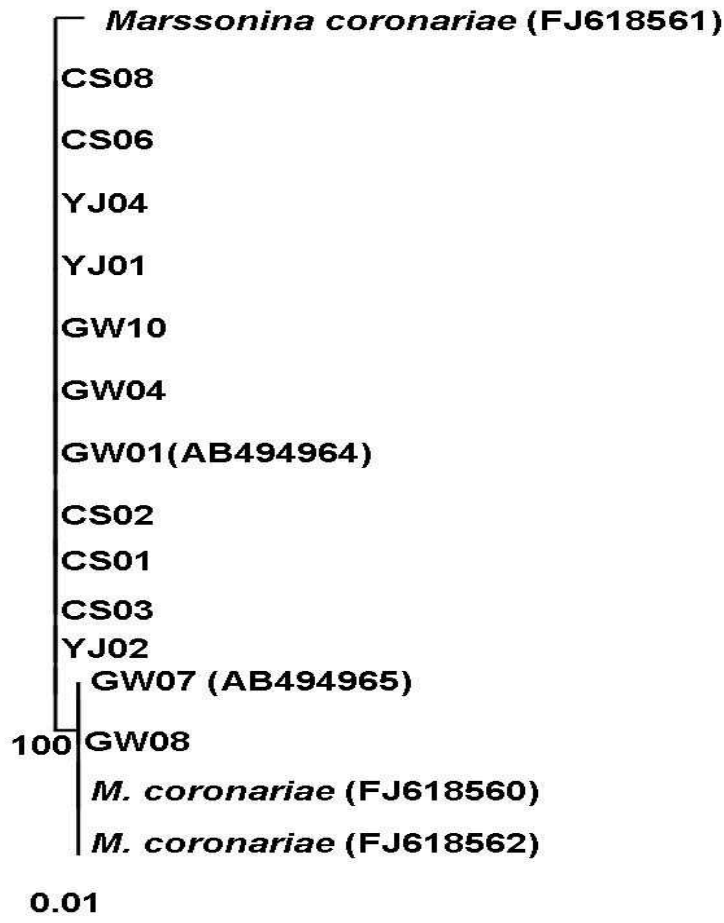 Marssonina coronariae (FJ618561)
CS08
CS06
YJ04
YJ01
GW10
GW04
GW01(AB494964)
CS02
CS01
CS03
YJ02
GW07 (AB494965)
100 GW08
M. coronariae (FJ618560)
M. coronariae (FJ618562)
0.01